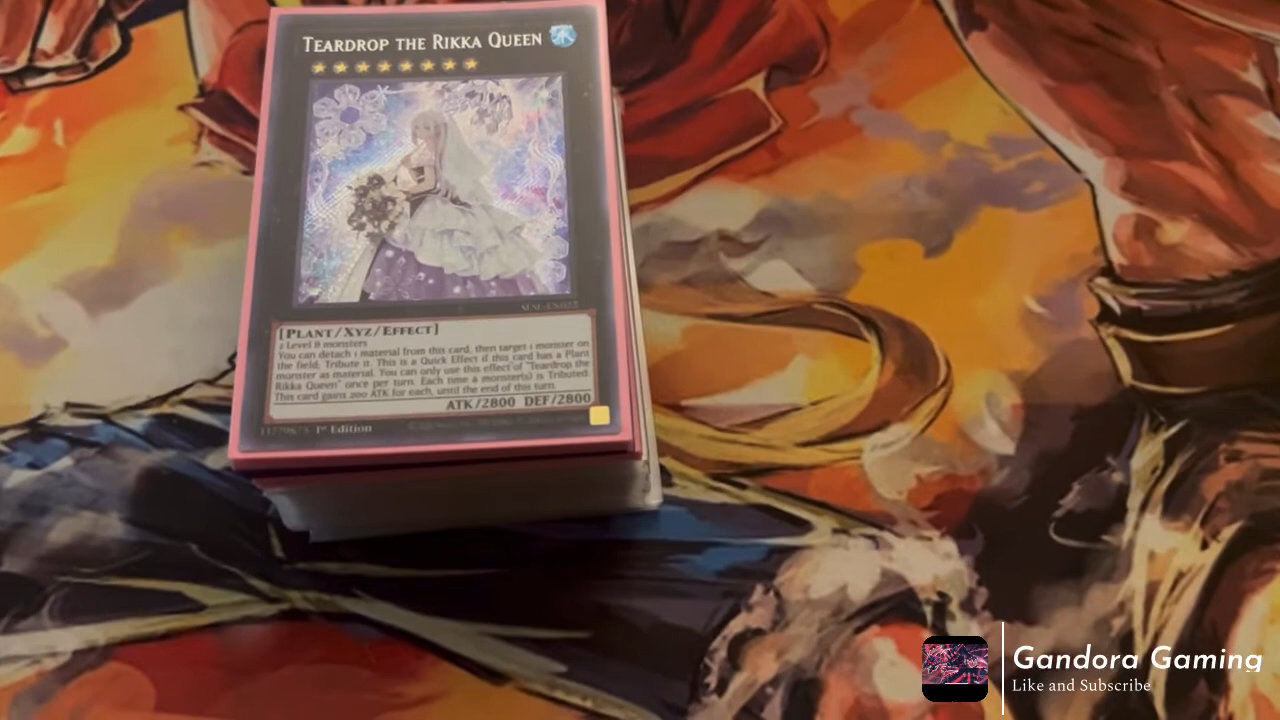 TEARDROP THE RIKKA QUEEN
[PLANT/XYZ/EFFECT]
2 Level 8 monsters
You can detach 1 material from this card, then target 1 monster on
the field; Tribute it. This is a Quick Effect if this card has a Plant
monster as material. You can only use this effect of "Teardrop the
Rikka Queen" once per turn. Each time a monster(s) is Tributed:
This card gains 200 ATK for each, until the end of this turn.
ATK/2800 DEF/2800
1st Edition
Gandora Gaming
Like and Subscribe